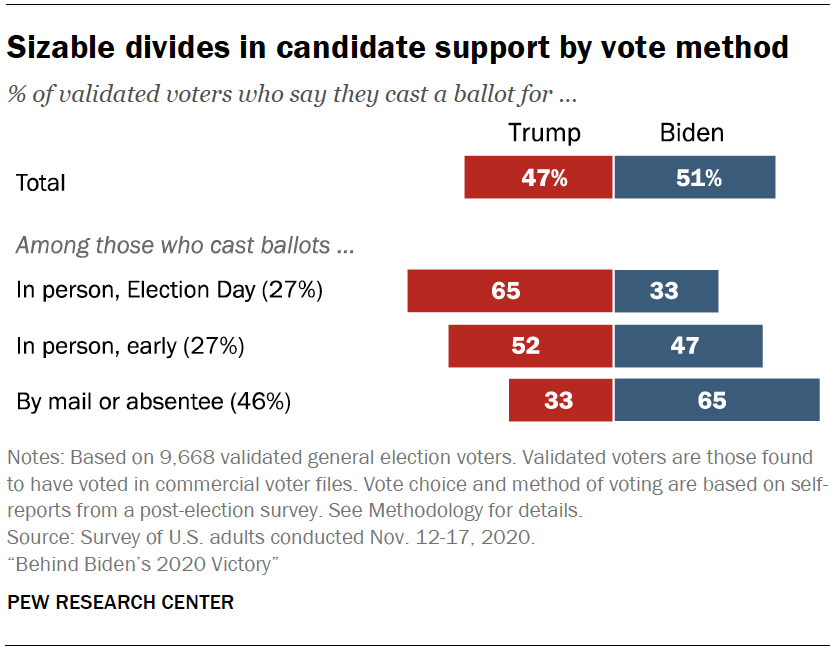 Sizable divides in candidate support by vote method
% of validated voters who say they cast a ballot for ...
Trump Biden
Total 47% 51%
Among those who cast ballots ...
In person, Election Day (27%) 65 33
In person, early (27%) 52 47
By mail or absentee (46%) 33 65
Notes: Based on 9,668 validated general election voters. Validated voters are those found
to have voted in commercial voter files. Vote choice and method of voting are based on self-
reports from a post-election survey. See Methodology for details.
Source: Survey of U.S. adults conducted Nov. 12-17, 2020.
“Behind Biden’s 2020 Victory”
PEW RESEARCH CENTER